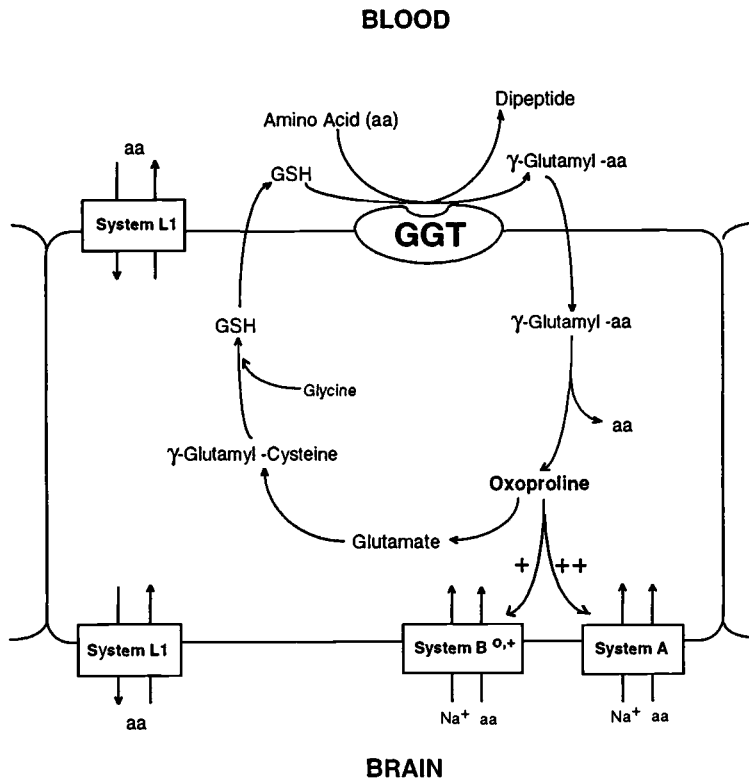 BLOOD
Dipeptide
Amino Acid (aa)
aa
γ-Glutamyl -aa
GSH
System L1
GGT
GSH
γ-Glutamyl -aa
Glycine
aa
γ-Glutamyl -Cysteine
Oxoproline
Glutamate
+ ++
System L1
System B o,+
System A
aa
Na+ aa
Na+ aa
BRAIN